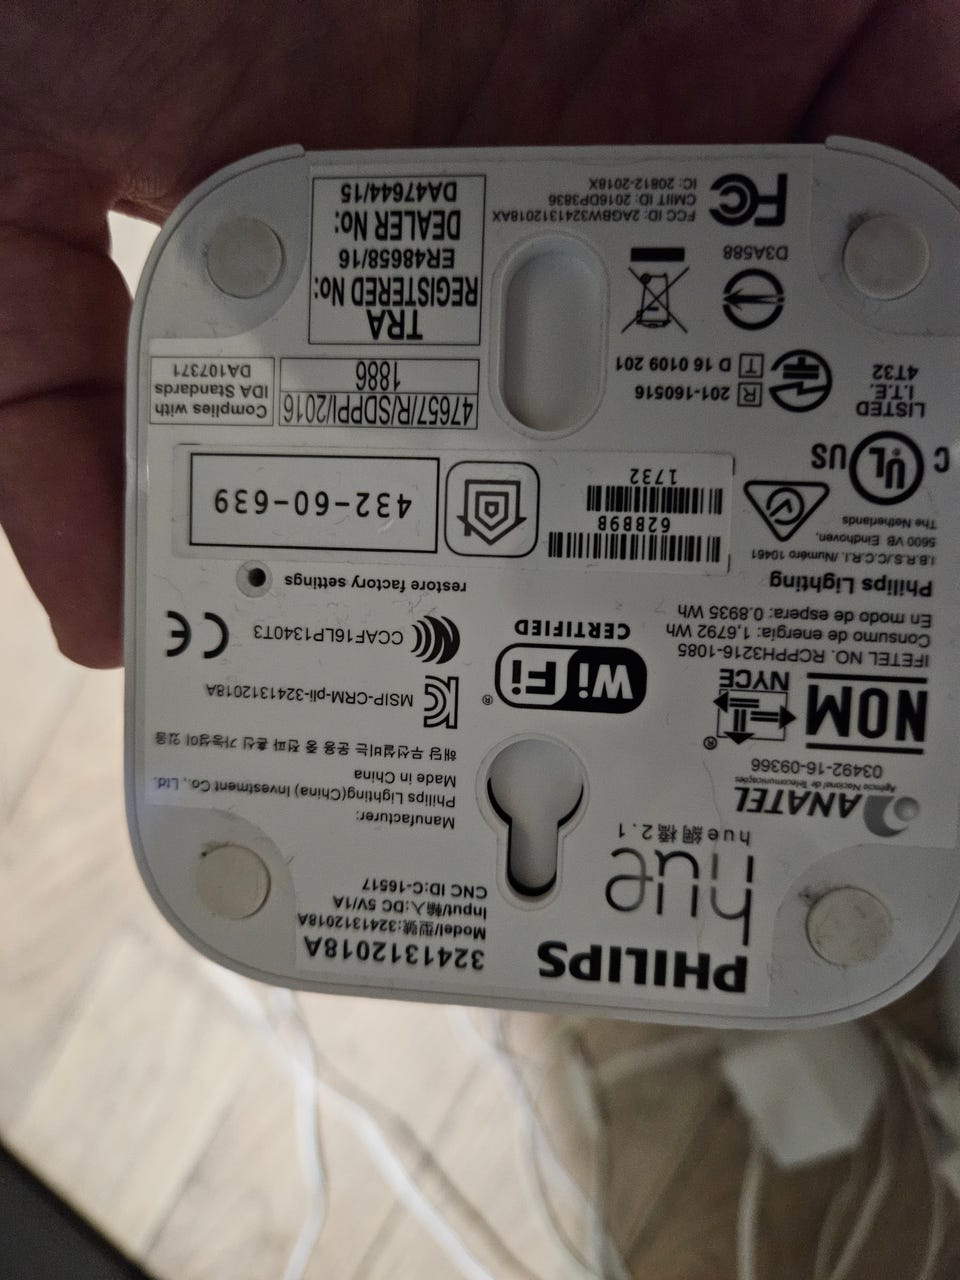 PHILIPS
hue
hue網橋2.1
3241312018A
Model/型號:3241312018A
Input/輸入:DC 5V/1A
CNC ID:C-16517
ANATEL
Agência Nacional de Telecomunicações
03492-16-09366
Manufacturer:
Philips Lighting(China) Investment Co., Ltd.
Made in China
해당 무선설비는 운용 중 전파 혼신 가능성이 있음
NOM
NYCE
®
IFETEL NO. RCPPH3216-1085
Consumo de energía: 1,6792 Wh
En modo de espera: 0.8935 Wh
WiFi
®
CERTIFIED
MSIP-CRM-pli-3241312018A
CCAF16LP1340T3
CE
Philips Lighting
I.B.R.S/C.C.R.I. /Numéro 10461
5600 VB Eindhoven,
The Netherlands
restore factory settings
62889B
1732
432-60-639
C UL US
LISTED
I.T.E.
4T32
R 201-160516
T D 16 0109 201
47657/R/SDPPI/2016
1886
Complies with
IDA Standards
DA107371
D3A588
TRA
REGISTERED No:
ER48658/16
DEALER No:
DA47644/15
FC
FCC ID: 2AGBW3241312018AX
CMIIT ID: 2016DP3836
IC: 20812-2018X